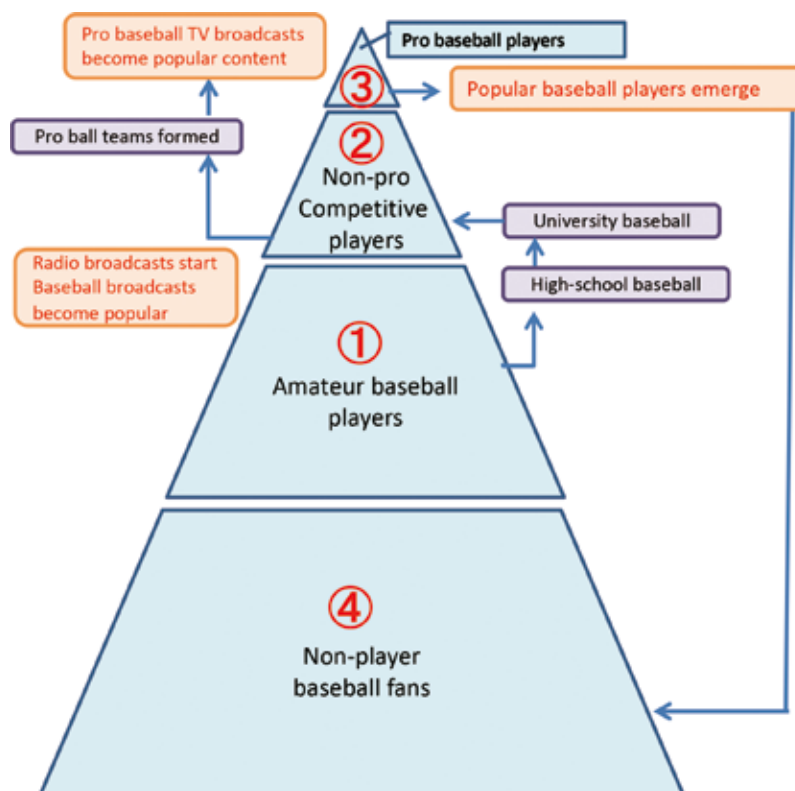 Pro baseball TV broadcasts
become popular content
Pro baseball players
③
Popular baseball players emerge
Pro ball teams formed
②
Non-pro
Competitive
players
University baseball
Radio broadcasts start
Baseball broadcasts
become popular
High-school baseball
①
Amateur baseball
players
④
Non-player
baseball fans